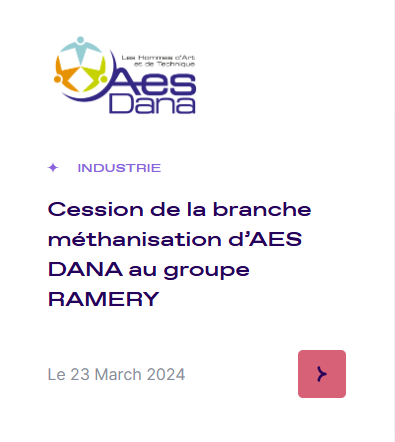 Les Hommes d'Art
et de Technique
Aes
Dana
INDUSTRIE
Cession de la branche
méthanisation d’AES
DANA au groupe
RAMERY
Le 23 March 2024